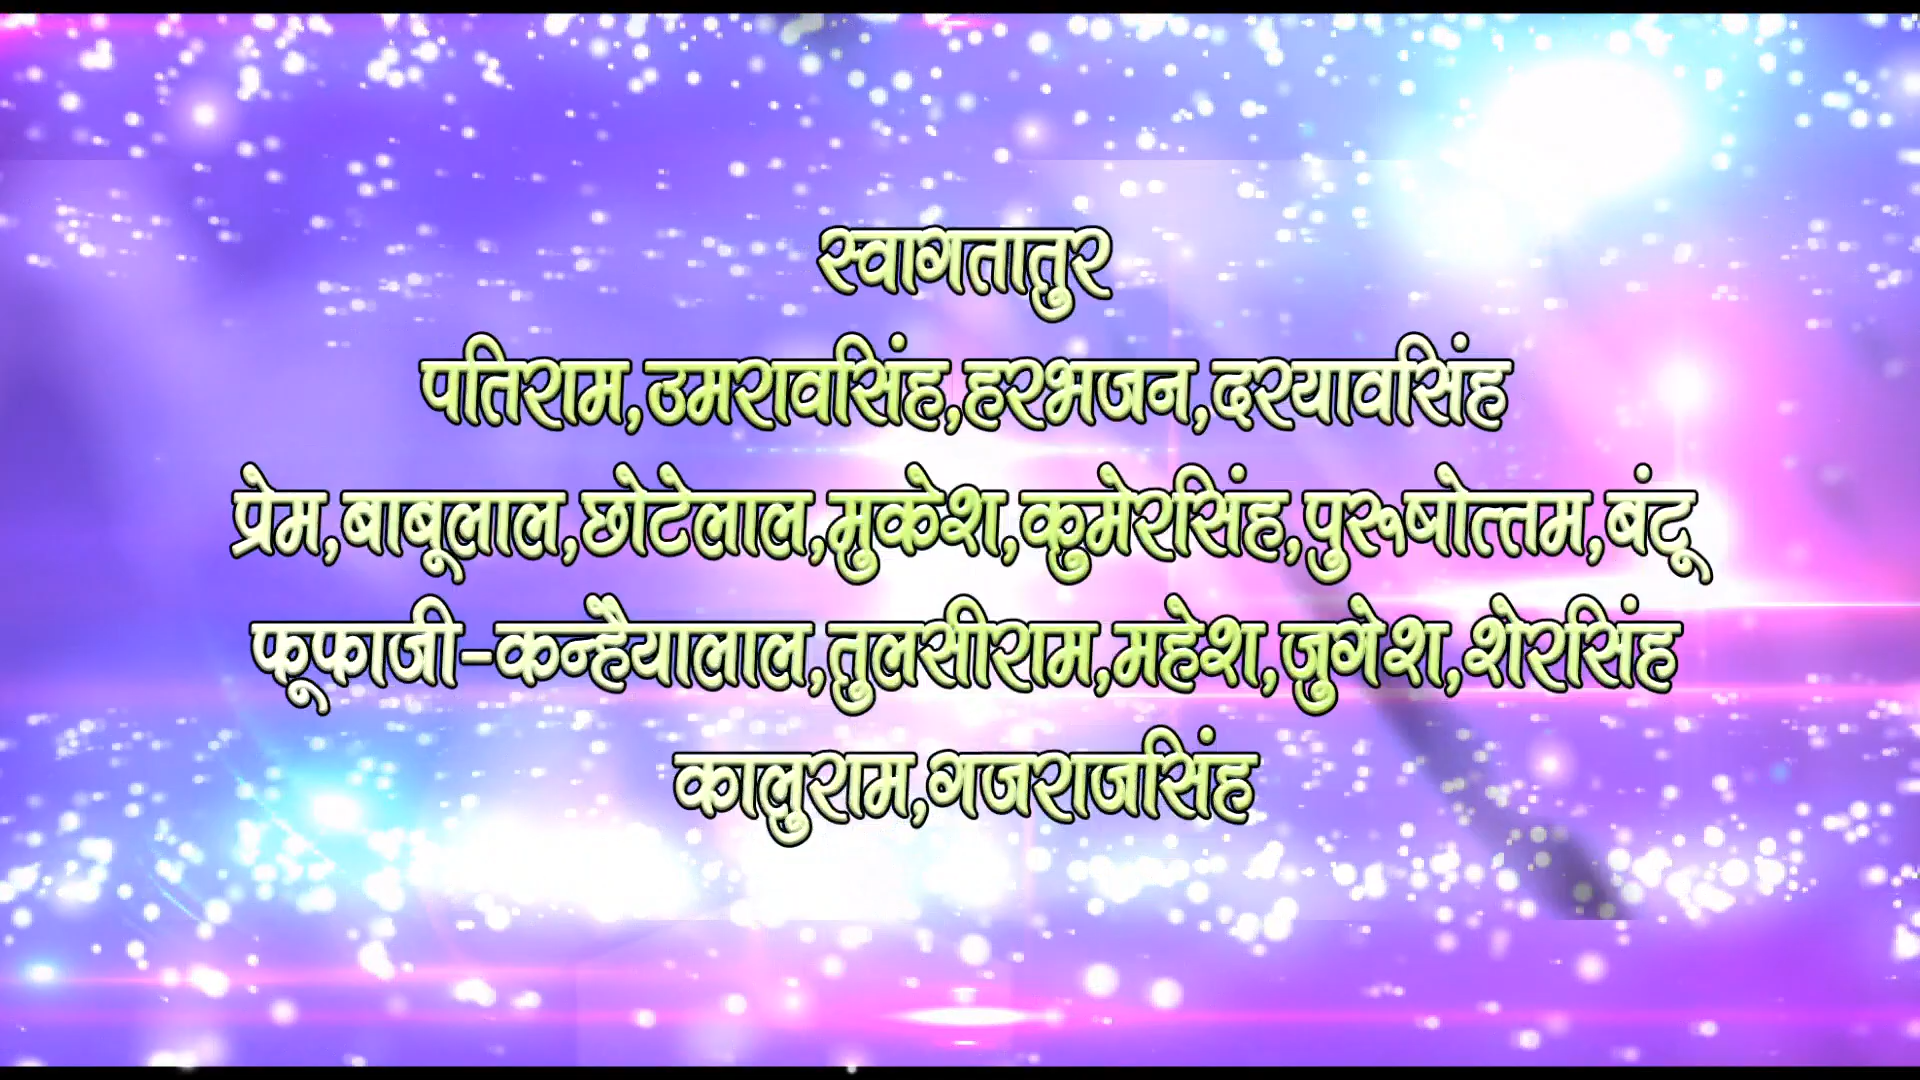 स्वागतातुर
पतिराम,उमरावसिंह,हरभजन,दरयावसिंह
प्रेम,बाबूलाल,छोटेलाल,मुकेश,कुमेरसिंह,पुरूषोत्तम,बंटू
फूफाजी-कन्हैयालाल,तुलसीराम,महेश,जुगेश,शेरसिंह
कालुराम,गजराजसिंह